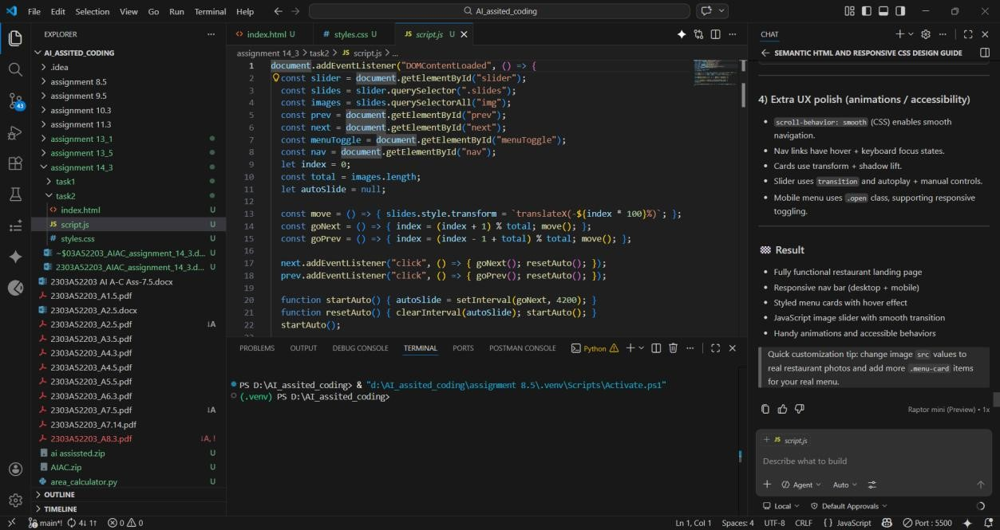 File Edit Selection View Go Run Terminal Help
AI_assited_coding
EXPLORER
AI_ASSITED_CODING
.idea
assignment 8.5
assignment 9.5
assignment 10.3
assignment 11.3
assignment 13_1
assignment 13_5
assignment 14_3
task1
task2
index.html U
JS script.js U
# styles.css U
~$03A52203_AIAC_assignment_14_3.d... U
2303A52203_AIAC_assignment_14_3.d... U
2303A52203 AI A-C Ass-7.5.docx
2303A52203_A1.5.pdf
2303A52203_A2.5.docx
2303A52203_A2.5.pdf ↓A
2303A52203_A3.5.pdf
2303A52203_A4.3.pdf
2303A52203_A4.5.pdf
2303A52203_A5.5.pdf
2303A52203_A6.3.pdf
2303A52203_A7.5.pdf ↓A
2303A52203_A7.14.pdf
2303A52203_A8.3.pdf ↓A, !
ai assissted.zip U
AIAC.zip U
area_calculator.py U
OUTLINE
TIMELINE
43
index.html U
# styles.css U
JS script.js U
assignment 14_3 > task2 > JS script.js > ...
1 document.addEventListener("DOMContentLoaded", () => {
2 const slider = document.getElementById("slider");
3 const slides = slider.querySelector(".slides");
4 const images = slides.querySelectorAll("img");
5 const prev = document.getElementById("prev");
6 const next = document.getElementById("next");
7 const menuToggle = document.getElementById("menuToggle");
8 const nav = document.getElementById("nav");
9 let index = 0;
10 const total = images.length;
11 let autoSlide = null;
12
13 const move = () => { slides.style.transform = `translateX(-${index * 100}%)`; };
14 const goNext = () => { index = (index + 1) % total; move(); };
15 const goPrev = () => { index = (index - 1 + total) % total; move(); };
16
17 next.addEventListener("click", () => { goNext(); resetAuto(); });
18 prev.addEventListener("click", () => { goPrev(); resetAuto(); });
19
20 function startAuto() { autoSlide = setInterval(goNext, 4200); }
21 function resetAuto() { clearInterval(autoSlide); startAuto(); }
22 startAuto();
PROBLEMS OUTPUT DEBUG CONSOLE TERMINAL PORTS POSTMAN CONSOLE Python
PS D:\AI_assited_coding> & "d:\AI_assited_coding\assignment 8.5\.venv\Scripts\Activate.ps1"
(.venv) PS D:\AI_assited_coding>
CHAT
SEMANTIC HTML AND RESPONSIVE CSS DESIGN GUIDE
4) Extra UX polish (animations / accessibility)
• scroll-behavior: smooth (CSS) enables smooth
navigation.
• Nav links have hover + keyboard focus states.
• Cards use transform + shadow lift.
• Slider uses transition and autoplay + manual controls.
• Mobile menu uses .open class, supporting responsive
toggling.
Result
• Fully functional restaurant landing page
• Responsive nav bar (desktop + mobile)
• Styled menu cards with hover effect
• JavaScript image slider with smooth transition
• Handy animations and accessible behaviors
Quick customization tip: change image src values to
real restaurant photos and add more .menu-card items
for your real menu.
Raptor mini (Preview) • 1x
+ JS script.js
Describe what to build
Agent Auto
Local Default Approvals
main*! 4↓ 1↑ 0 0
Ln 1, Col 1 Spaces: 4 UTF-8 CRLF { } JavaScript Port : 5500